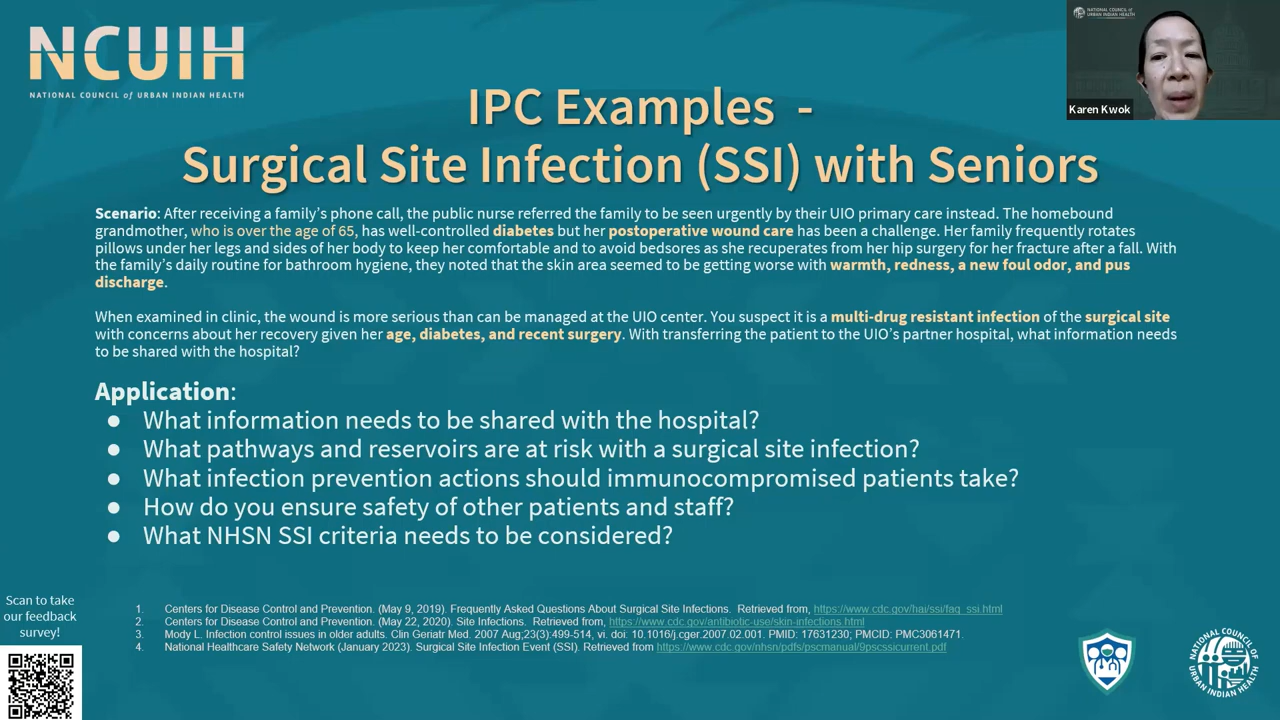 NCUIH
NATIONAL COUNCIL of URBAN INDIAN HEALTH
NATIONAL COUNCIL of
URBAN INDIAN HEALTH
Karen Kwok
IPC Examples -
Surgical Site Infection (SSI) with Seniors
Scenario: After receiving a family's phone call, the public nurse referred the family to be seen urgently by their UIO primary care instead. The homebound
grandmother, who is over the age of 65, has well-controlled diabetes but her postoperative wound care has been a challenge. Her family frequently rotates
pillows under her legs and sides of her body to keep her comfortable and to avoid bedsores as she recuperates from her hip surgery for her fracture after a fall. With
the family's daily routine for bathroom hygiene, they noted that the skin area seemed to be getting worse with warmth, redness, a new foul odor, and pus
discharge.
When examined in clinic, the wound is more serious than can be managed at the UIO center. You suspect it is a multi-drug resistant infection of the surgical site
with concerns about her recovery given her age, diabetes, and recent surgery. With transferring the patient to the UIO's partner hospital, what information needs
to be shared with the hospital?
Application:
● What information needs to be shared with the hospital?
● What pathways and reservoirs are at risk with a surgical site infection?
● What infection prevention actions should immunocompromised patients take?
● How do you ensure safety of other patients and staff?
● What NHSN SSI criteria needs to be considered?
Scan to take
our feedback
survey!
1. Centers for Disease Control and Prevention. (May 9, 2019). Frequently Asked Questions About Surgical Site Infections. Retrieved from, https://www.cdc.gov/hai/ssi/faq_ssi.html
2. Centers for Disease Control and Prevention. (May 22, 2020). Site Infections. Retrieved from, https://www.cdc.gov/antibiotic-use/skin-infections.html
3. Mody L. Infection control issues in older adults. Clin Geriatr Med. 2007 Aug;23(3):499-514, vi. doi: 10.1016/j.cger.2007.02.001. PMID: 17631230; PMCID: PMC3061471.
4. National Healthcare Safety Network (January 2023). Surgical Site Infection Event (SSI). Retrieved from https://www.cdc.gov/nhsn/pdfs/pscmanual/9pscssicurrent.pdf
NATIONAL COUNCIL OF
URBAN INDIAN HEALTH